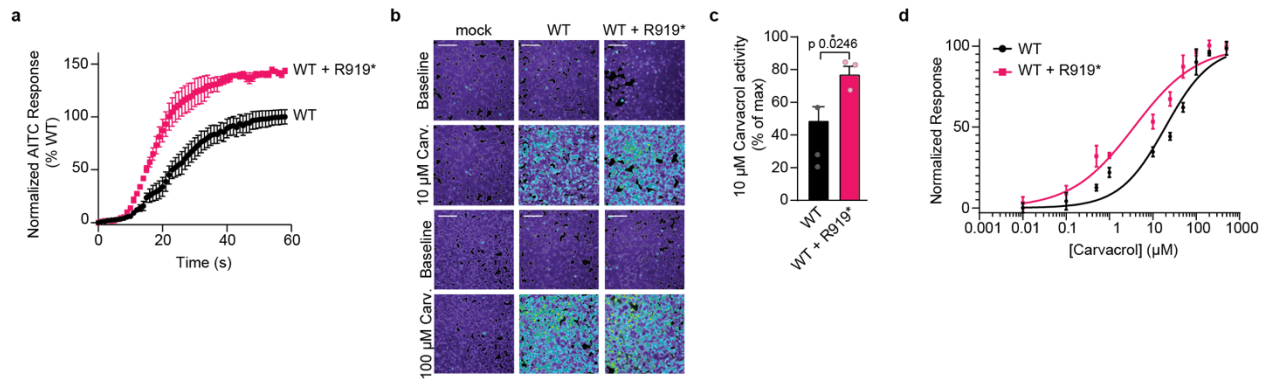 a
Normalized AITC Response
(% WT)
150
100
50
0
0
20
40
60
Time (s)
WT + R919*
WT
b
mock
WT
WT + R919*
Baseline
10 µM Carv.
Baseline
100 µM Carv.
c
10 µM Carvacrol activity
(% of max)
100
80
60
40
20
0
*
p 0.0246
WT
WT + R919*
d
WT
WT + R919*
Normalized Response
100
50
0
0.001
0.01
0.1
1
10
100
1000
[Carvacrol] (µM)